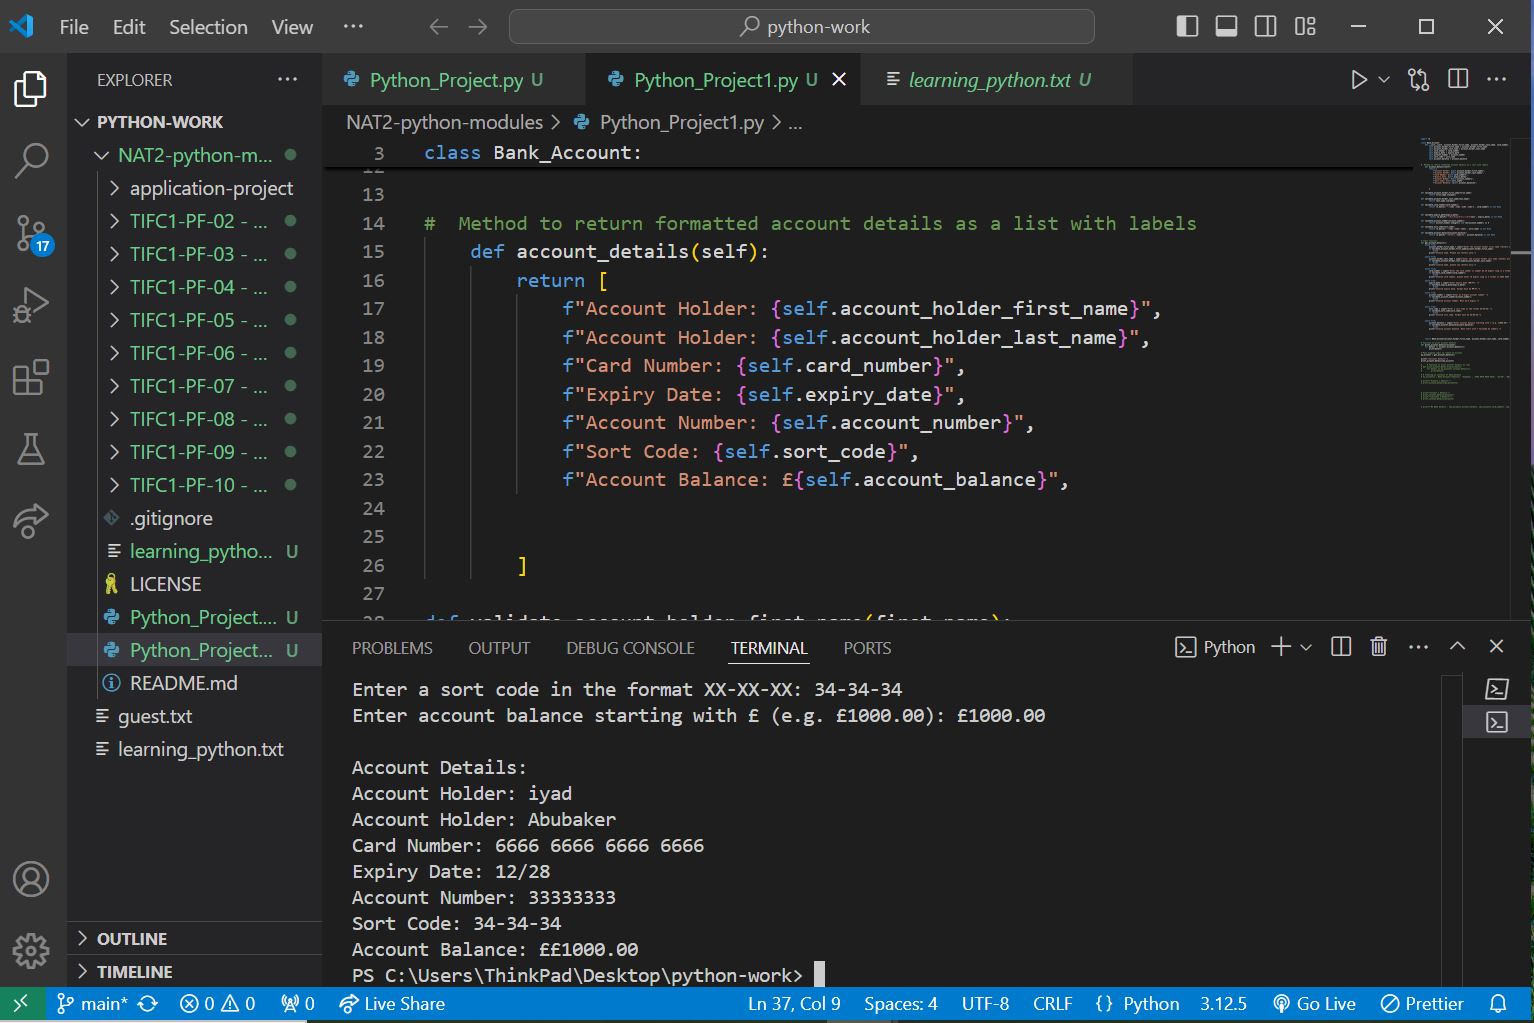 File Edit Selection View ··· python-work
EXPLORER ···
PYTHON-WORK
NAT2-python-m...
application-project
TIFC1-PF-02 - ...
TIFC1-PF-03 - ...
TIFC1-PF-04 - ...
TIFC1-PF-05 - ...
TIFC1-PF-06 - ...
TIFC1-PF-07 - ...
TIFC1-PF-08 - ...
TIFC1-PF-09 - ...
TIFC1-PF-10 - ...
.gitignore
learning_pytho... U
LICENSE
Python_Project.... U
Python_Project... U
README.md
guest.txt
learning_python.txt
OUTLINE
TIMELINE
17
Python_Project.py U Python_Project1.py U learning_python.txt U
NAT2-python-modules > Python_Project1.py > ...
3 class Bank_Account:
12
13
14 # Method to return formatted account details as a list with labels
15 def account_details(self):
16 return [
17 f"Account Holder: {self.account_holder_first_name}",
18 f"Account Holder: {self.account_holder_last_name}",
19 f"Card Number: {self.card_number}",
20 f"Expiry Date: {self.expiry_date}",
21 f"Account Number: {self.account_number}",
22 f"Sort Code: {self.sort_code}",
23 f"Account Balance: £{self.account_balance}",
24
25
26 ]
27
28 def validate_account_holder_first_name(first_name):
PROBLEMS OUTPUT DEBUG CONSOLE TERMINAL PORTS Python
Enter a sort code in the format XX-XX-XX: 34-34-34
Enter account balance starting with £ (e.g. £1000.00): £1000.00
Account Details:
Account Holder: iyad
Account Holder: Abubaker
Card Number: 6666 6666 6666 6666
Expiry Date: 12/28
Account Number: 33333333
Sort Code: 34-34-34
Account Balance: ££1000.00
PS C:\Users\ThinkPad\Desktop\python-work>
main* 0 0 0 Live Share Ln 37, Col 9 Spaces: 4 UTF-8 CRLF {} Python 3.12.5 Go Live Prettier